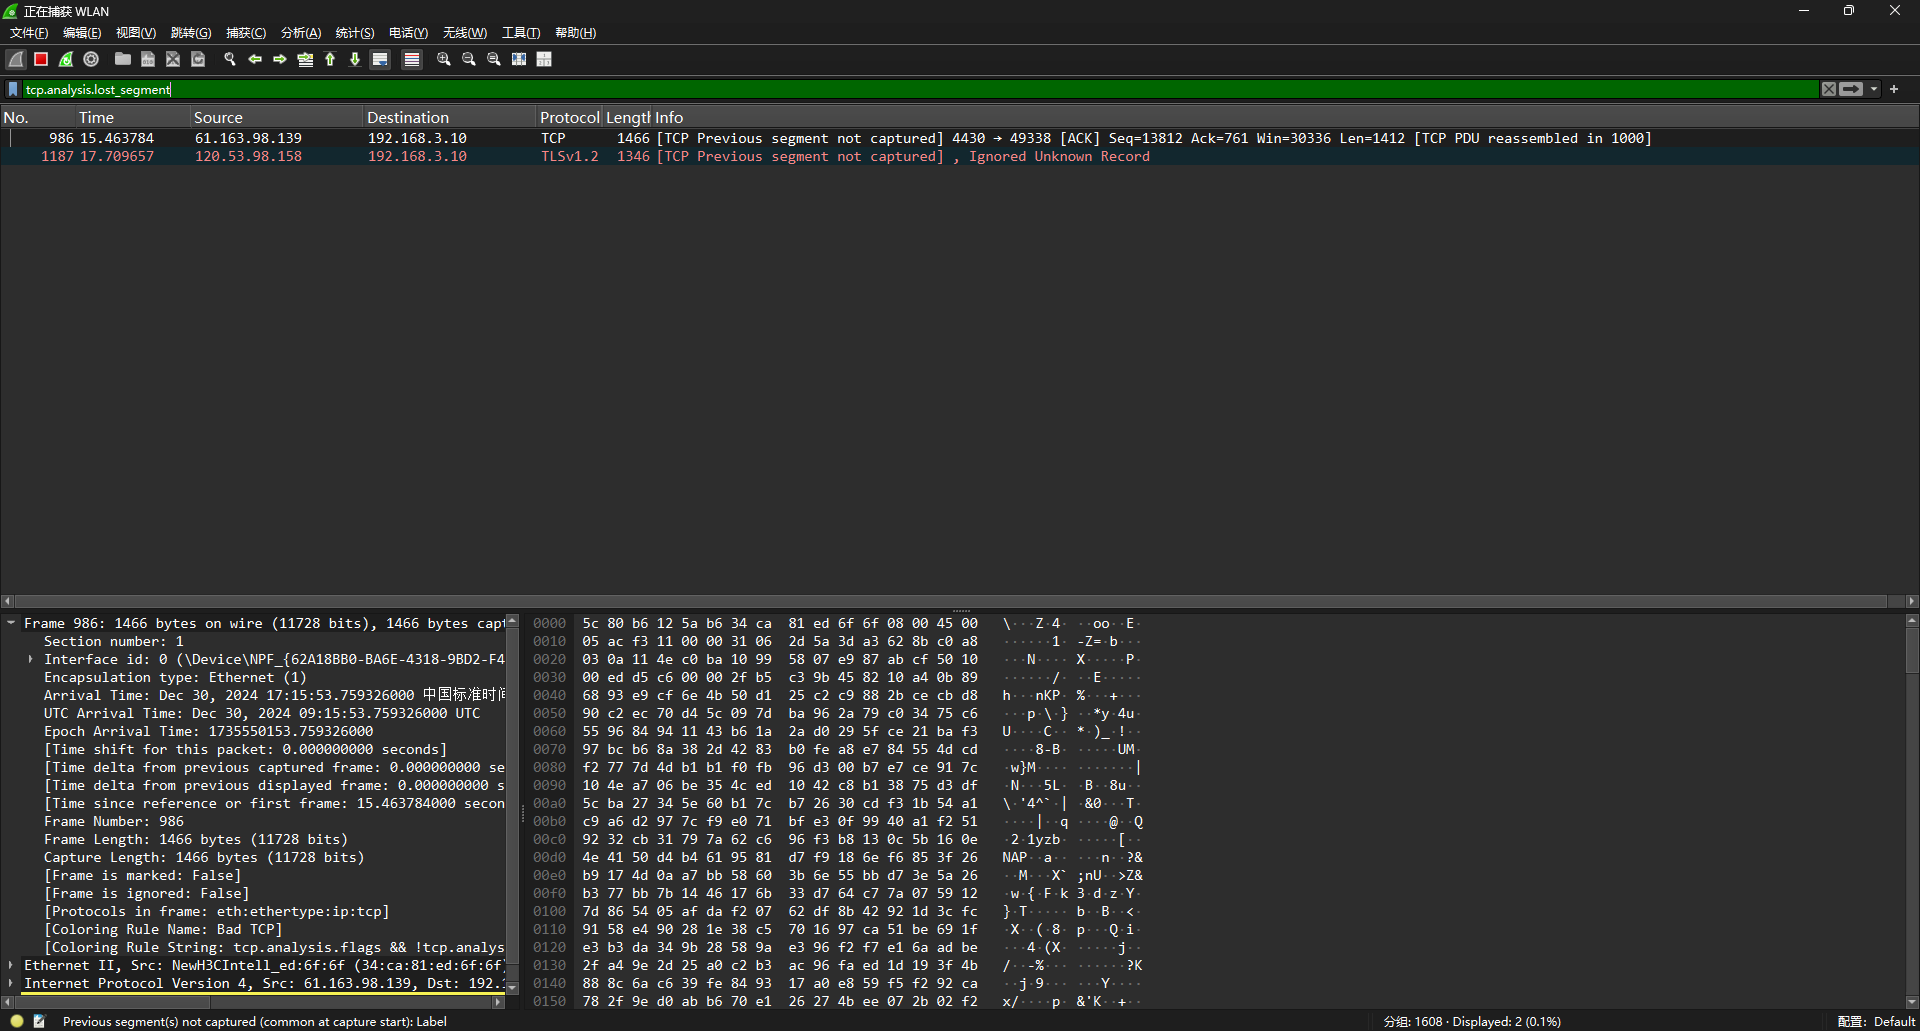 正在捕获 WLAN
文件(F) 编辑(E) 视图(V) 跳转(G) 捕获(C) 分析(A) 统计(S) 电话(Y) 无线(W) 工具(T) 帮助(H)
tcp.analysis.lost_segment
No. Time Source Destination Protocol Length Info
986 15.463784 61.163.98.139 192.168.3.10 TCP 1466 [TCP Previous segment not captured] 4430 → 49338 [ACK] Seq=13812 Ack=761 Win=30336 Len=1412 [TCP PDU reassembled in 1000]
1187 17.709657 120.53.98.158 192.168.3.10 TLSv1.2 1346 [TCP Previous segment not captured] , Ignored Unknown Record
Frame 986: 1466 bytes on wire (11728 bits), 1466 bytes capt
Section number: 1
Interface id: 0 (\Device\NPF_{62A18BB0-BA6E-4318-9BD2-F4
Encapsulation type: Ethernet (1)
Arrival Time: Dec 30, 2024 17:15:53.759326000 中国标准时间
UTC Arrival Time: Dec 30, 2024 09:15:53.759326000 UTC
Epoch Arrival Time: 1735550153.759326000
[Time shift for this packet: 0.000000000 seconds]
[Time delta from previous captured frame: 0.000000000 se
[Time delta from previous displayed frame: 0.000000000 s
[Time since reference or first frame: 15.463784000 secon
Frame Number: 986
Frame Length: 1466 bytes (11728 bits)
Capture Length: 1466 bytes (11728 bits)
[Frame is marked: False]
[Frame is ignored: False]
[Protocols in frame: eth:ethertype:ip:tcp]
[Coloring Rule Name: Bad TCP]
[Coloring Rule String: tcp.analysis.flags && !tcp.analys
Ethernet II, Src: NewH3CIntell_ed:6f:6f (34:ca:81:ed:6f:6f)
Internet Protocol Version 4, Src: 61.163.98.139, Dst: 192.1
0000 5c 80 b6 12 5a b6 34 ca 81 ed 6f 6f 08 00 45 00 \···Z·4· ··oo··E·
0010 05 ac f3 11 00 00 31 06 2d 5a 3d a3 62 8b c0 a8 ······1· -Z=·b···
0020 03 0a 11 4e c0 ba 10 99 58 07 e9 87 ab cf 50 10 ···N···· X·····P·
0030 00 ed d5 c6 00 00 2f b5 c3 9b 45 82 10 a4 0b 89 ······/· ··E·····
0040 68 93 e9 cf 6e 4b 50 d1 25 c2 c9 88 2b ce cb d8 h···nKP· %···+···
0050 90 c2 ec 70 d4 5c 09 7d ba 96 2a 79 c0 34 75 c6 ···p·\·} ··*y·4u·
0060 55 96 84 94 11 43 b6 1a 2a d0 29 5f ce 21 ba f3 U····C·· *·)_·!··
0070 97 bc b6 8a 38 2d 42 83 b0 fe a8 e7 84 55 4d cd ····8-B· ·····UM·
0080 f2 77 7d 4d b1 b1 f0 fb 96 d3 00 b7 e7 ce 91 7c ·w}M···· ·······|
0090 10 4e a7 06 be 35 4c ed 10 42 c8 b1 38 75 d3 df ·N···5L· ·B··8u··
00a0 5c ba 27 34 5e 60 b1 7c b7 26 30 cd f3 1b 54 a1 \·'4^`·| ·&0···T·
00b0 c9 a6 d2 97 7c f9 e0 71 bf e3 0f 99 40 a1 f2 51 ····|··q ····@··Q
00c0 92 32 cb 31 79 7a 62 c6 96 f3 b8 13 0c 5b 16 0e ·2·1yzb· ·····[··
00d0 4e 41 50 d4 b4 61 95 81 d7 f9 18 6e f6 85 3f 26 NAP··a·· ···n··?&
00e0 b9 17 4d 0a a7 bb 58 60 3b 6e 55 bb d7 3e 5a 26 ··M···X` ;nU··>Z&
00f0 b3 77 bb 7b 14 46 17 6b 33 d7 64 c7 7a 07 59 12 ·w·{·F·k 3·d·z·Y·
0100 7d 86 54 05 af da f2 07 62 df 8b 42 92 1d 3c fc }·T····· b··B··<·
0110 91 58 e4 90 28 1e 38 c5 70 16 97 ca 51 be 69 1f ·X··(·8· p···Q·i·
0120 e3 b3 da 34 9b 28 58 9a e3 96 f2 f7 e1 6a ad be ···4·(X· ·····j··
0130 2f a4 9e 2d 25 a0 c2 b3 ac 96 fa ed 1d 19 3f 4b /··-%··· ······?K
0140 88 8c 6a c6 39 fe 84 93 17 a0 e8 59 f5 f2 92 ca ··j·9··· ···Y····
0150 78 2f 9e d0 ab b6 70 e1 26 27 4b ee 07 2b 02 f2 x/····p· &'K··+··
Previous segment(s) not captured (common at capture start): Label
分组: 1608 · Displayed: 2 (0.1%)
配置: Default